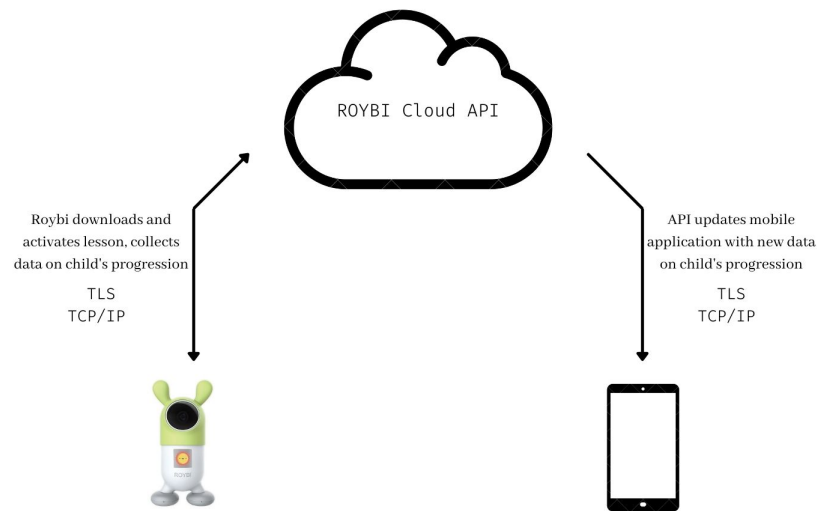 ROYBI Cloud API
Roybi downloads and
activates lesson, collects
data on child's progression
TLS
TCP/IP
API updates mobile
application with new data
on child's progression
TLS
TCP/IP
ROYBI